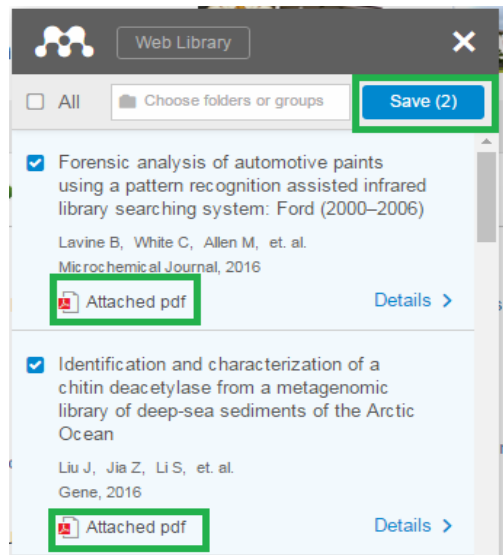 Web Library
All
Choose folders or groups
Save (2)
Forensic analysis of automotive paints
using a pattern recognition assisted infrared
library searching system: Ford (2000–2006)
Lavine B, White C, Allen M, et. al.
Microchemical Journal, 2016
Attached pdf
Details
Identification and characterization of a
chitin deacetylase from a metagenomic
library of deep-sea sediments of the Arctic
Ocean
Liu J, Jia Z, Li S, et. al.
Gene, 2016
Attached pdf
Details